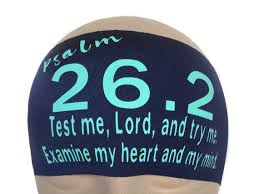 Psalm
26.2
Test me, Lord, and try me.
Examine my heart and my mind.